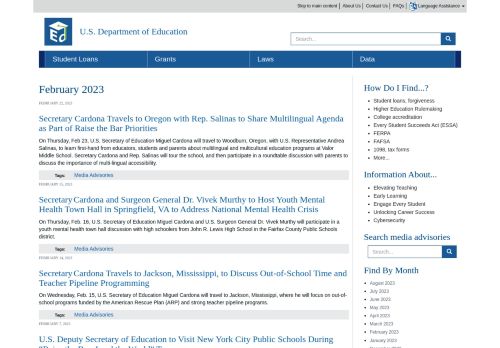 Skip to main content | About Us | Contact Us | FAQs | Language Assistance
U.S. Department of Education
Search...
Student Loans
Grants
Laws
Data
February 2023
FEBRUARY 22, 2023
Secretary Cardona Travels to Oregon with Rep. Salinas to Share Multilingual Agenda
as Part of Raise the Bar Priorities
On Thursday, Feb 23, U.S. Secretary of Education Miguel Cardona will travel to Woodburn, Oregon, with U.S. Representative Andrea
Salinas, to learn first-hand from educators, students and parents about multilingual and multicultural education programs at Valor
Middle School. Secretary Cardona and Rep. Salinas will tour the school, and then participate in a roundtable discussion with parents to
discuss the importance of multi-lingual accessibility.
Tags: Media Advisories
FEBRUARY 15, 2023
Secretary Cardona and Surgeon General Dr. Vivek Murthy to Host Youth Mental
Health Town Hall in Springfield, VA to Address National Mental Health Crisis
On Thursday, Feb. 16, U.S. Secretary of Education Miguel Cardona and U.S. Surgeon General Dr. Vivek Murthy will participate in a
youth mental health town hall discussion with high schoolers from John R. Lewis High School in the Fairfax County Public Schools
district.
Tags: Media Advisories
FEBRUARY 14, 2023
Secretary Cardona Travels to Jackson, Mississippi, to Discuss Out-of-School Time and
Teacher Pipeline Programming
On Wednesday, Feb. 15, U.S. Secretary of Education Miguel Cardona will travel to Jackson, Mississippi, where he will focus on out-of-
school programs funded by the American Rescue Plan (ARP) and strong teacher pipelines.
Tags: Media Advisories
FEBRUARY 7, 2023
U.S. Deputy Secretary of Education to Visit New York City Public Schools During
How Do I Find...?
Student loans, forgiveness
Higher Education Rulemaking
College accreditation
Every Student Succeeds Act (ESSA)
FERPA
FAFSA
1098, tax forms
More...
Information About...
Elevating Teaching
Early Learning
Engage Every Student
Unlocking Career Success
Cybersecurity
Search media advisories
Search...
Find By Month
August 2023
July 2023
June 2023
May 2023
April 2023
March 2023
February 2023
January 2023